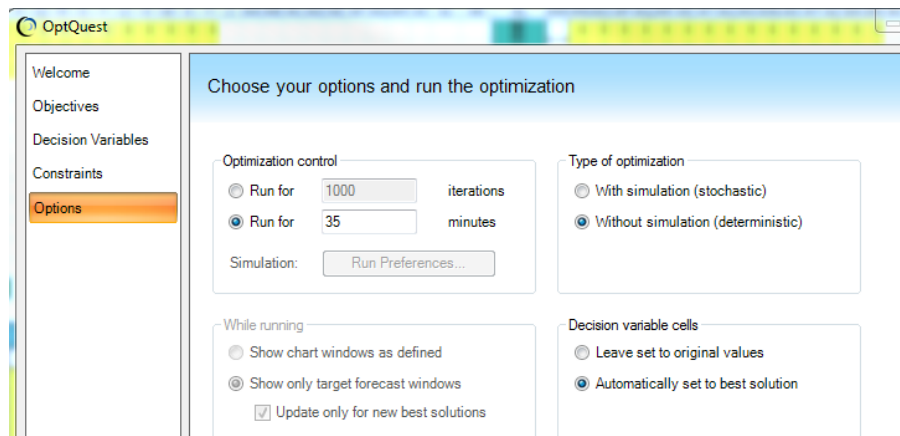 OptQuest
Welcome
Objectives
Decision Variables
Constraints
Options
Choose your options and run the optimization
Optimization control
Run for 1000 iterations
Run for 35 minutes
Simulation: Run Preferences...
Type of optimization
With simulation (stochastic)
Without simulation (deterministic)
While running
Show chart windows as defined
Show only target forecast windows
Update only for new best solutions
Decision variable cells
Leave set to original values
Automatically set to best solution